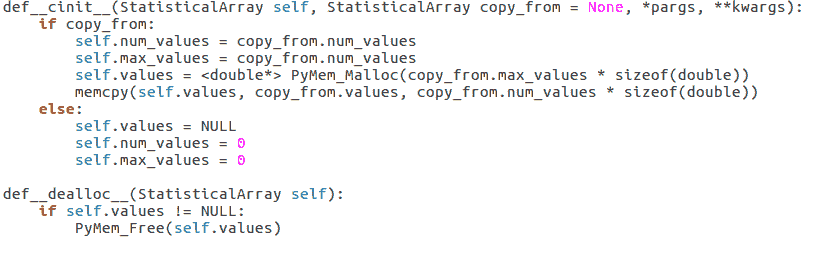 def__cinit__(StatisticalArray self, StatisticalArray copy_from = None, *pargs, **kwargs):
    if copy_from:
        self.num_values = copy_from.num_values
        self.max_values = copy_from.num_values
        self.values = <double*> PyMem_Malloc(copy_from.max_values * sizeof(double))
        memcpy(self.values, copy_from.values, copy_from.num_values * sizeof(double))
    else:
        self.values = NULL
        self.num_values = 0
        self.max_values = 0

def__dealloc__(StatisticalArray self):
    if self.values != NULL:
        PyMem_Free(self.values)